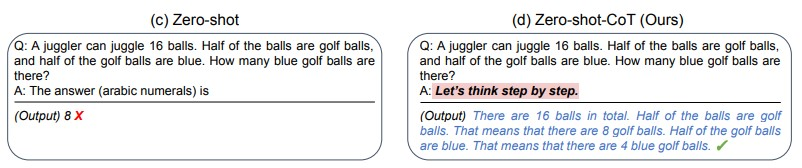 (c) Zero-shot
Q: A juggler can juggle 16 balls. Half of the balls are golf balls,
and half of the golf balls are blue. How many blue golf balls are
there?
A: The answer (arabic numerals) is
(Output) 8 X
(d) Zero-shot-CoT (Ours)
Q: A juggler can juggle 16 balls. Half of the balls are golf balls,
and half of the golf balls are blue. How many blue golf balls are
there?
A: Let's think step by step.
(Output) There are 16 balls in total. Half of the balls are golf
balls. That means that there are 8 golf balls. Half of the golf balls
are blue. That means that there are 4 blue golf balls. ✓